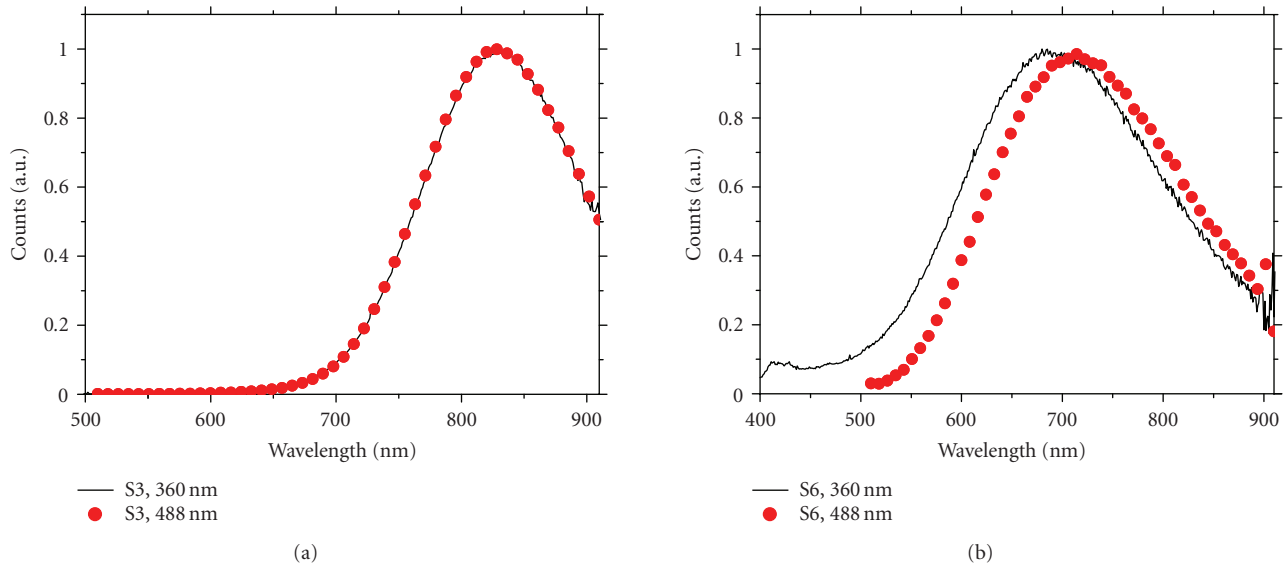 Counts (a.u.)
1
0.8
0.6
0.4
0.2
0
500 600 700 800 900
Wavelength (nm)
S3, 360 nm
S3, 488 nm
(a)
Counts (a.u.)
1
0.8
0.6
0.4
0.2
0
400 500 600 700 800 900
Wavelength (nm)
S6, 360 nm
S6, 488 nm
(b)